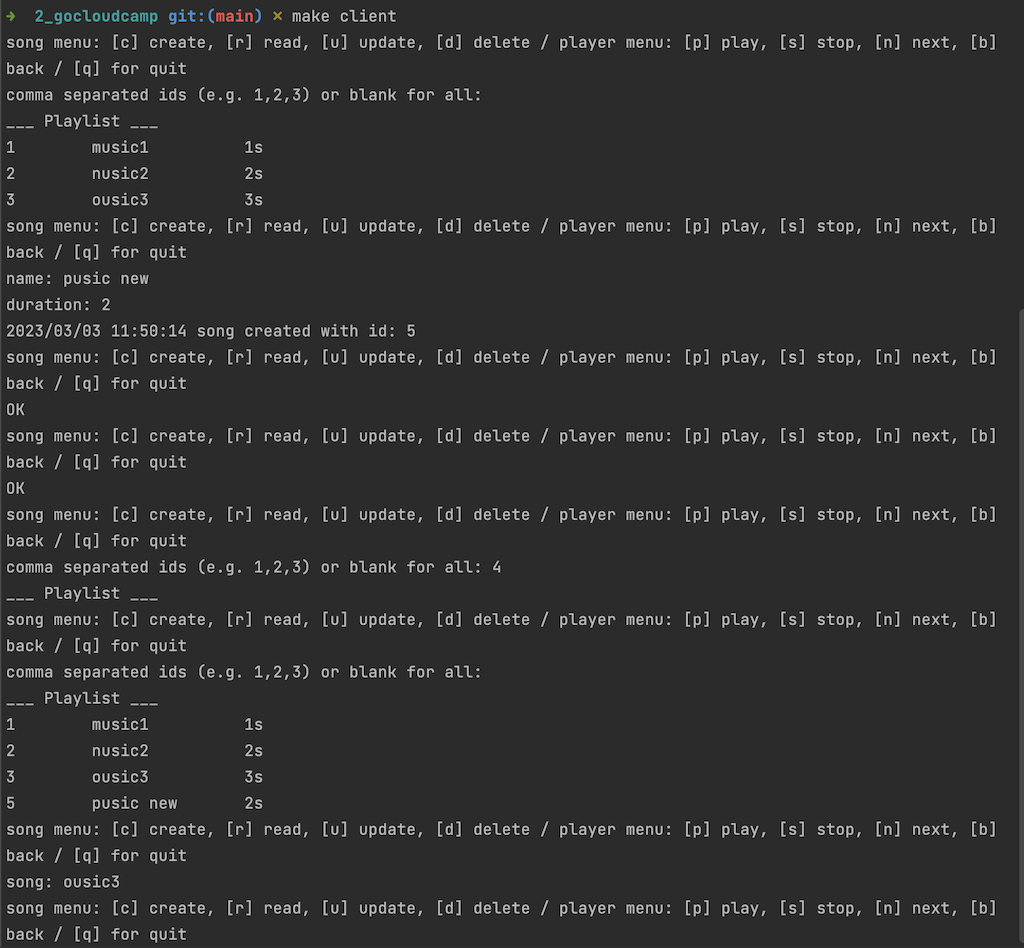 → 2_gocloudcamp git:(main) ✗ make client
song menu: [c] create, [r] read, [u] update, [d] delete / player menu: [p] play, [s] stop, [n] next, [b]
back / [q] for quit
comma separated ids (e.g. 1,2,3) or blank for all:
___ Playlist ___
1 music1 1s
2 nusic2 2s
3 ousic3 3s
song menu: [c] create, [r] read, [u] update, [d] delete / player menu: [p] play, [s] stop, [n] next, [b]
back / [q] for quit
name: pusic new
duration: 2
2023/03/03 11:50:14 song created with id: 5
song menu: [c] create, [r] read, [u] update, [d] delete / player menu: [p] play, [s] stop, [n] next, [b]
back / [q] for quit
OK
song menu: [c] create, [r] read, [u] update, [d] delete / player menu: [p] play, [s] stop, [n] next, [b]
back / [q] for quit
OK
song menu: [c] create, [r] read, [u] update, [d] delete / player menu: [p] play, [s] stop, [n] next, [b]
back / [q] for quit
comma separated ids (e.g. 1,2,3) or blank for all: 4
___ Playlist ___
song menu: [c] create, [r] read, [u] update, [d] delete / player menu: [p] play, [s] stop, [n] next, [b]
back / [q] for quit
comma separated ids (e.g. 1,2,3) or blank for all:
___ Playlist ___
1 music1 1s
2 nusic2 2s
3 ousic3 3s
5 pusic new 2s
song menu: [c] create, [r] read, [u] update, [d] delete / player menu: [p] play, [s] stop, [n] next, [b]
back / [q] for quit
song: ousic3
song menu: [c] create, [r] read, [u] update, [d] delete / player menu: [p] play, [s] stop, [n] next, [b]
back / [q] for quit